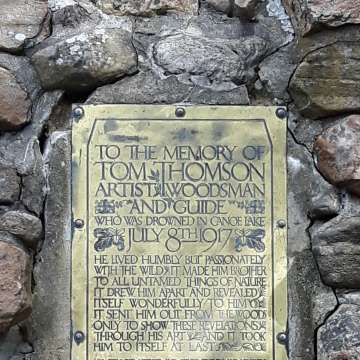 TO THE MEMORY OF
TOM THOMSON
ARTIST WOODSMAN
AND GUIDE
WHO WAS DROWNED IN CANOE LAKE
JULY 8TH 1917
HE LIVED HUMBLY BUT PASSIONATELY
WITH THE WILD IT MADE HIM BROTHER
TO ALL UNTAMED THINGS OF NATURE
IT DREW HIM APART AND REVEALED
ITSELF WONDERFULLY TO HIM
IT SENT HIM OUT FROM THE WOODS
ONLY TO SHOW THESE REVELATIONS
THROUGH HIS ART AND IT TOOK
HIM TO ITSELF AT LAST